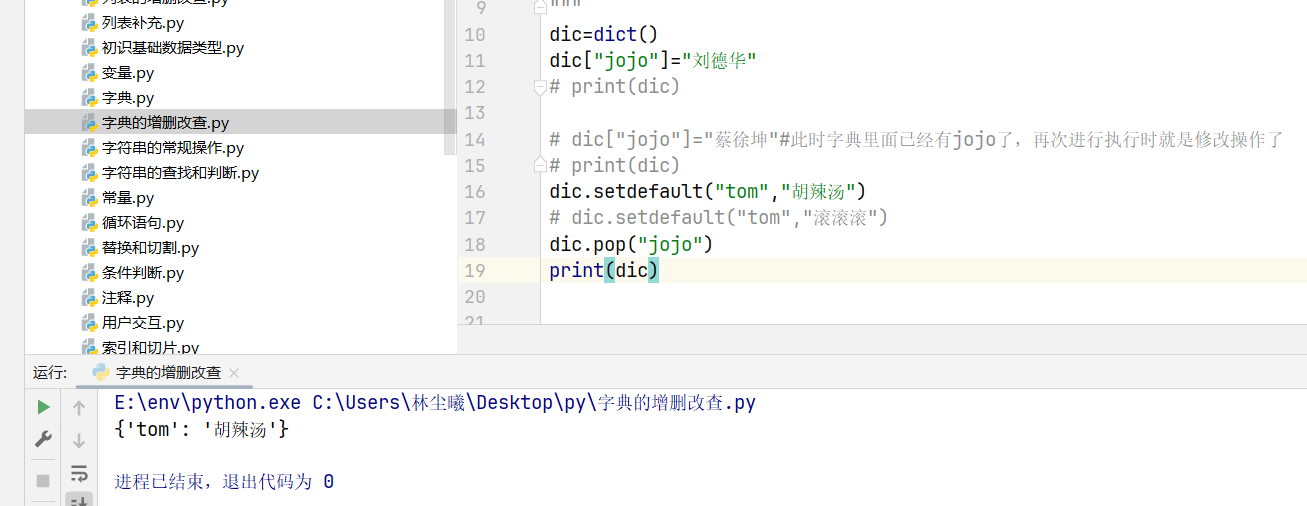 列表补充.py
初识基础数据类型.py
变量.py
字典.py
字典的增删改查.py
字符串的常规操作.py
字符串的查找和判断.py
常量.py
循环语句.py
替换和切割.py
条件判断.py
注释.py
用户交互.py
索引和切片.py
9 """
10 dic=dict()
11 dic["jojo"]="刘德华"
12 # print(dic)
13
14 # dic["jojo"]="蔡徐坤"#此时字典里面已经有jojo了，再次进行执行时就是修改操作了
15 # print(dic)
16 dic.setdefault("tom","胡辣汤")
17 # dic.setdefault("tom","滚滚滚")
18 dic.pop("jojo")
19 print(dic)
20
21
运行: 字典的增删改查
E:\env\python.exe C:\Users\林尘曦\Desktop\py\字典的增删改查.py
{'tom': '胡辣汤'}
进程已结束，退出代码为 0